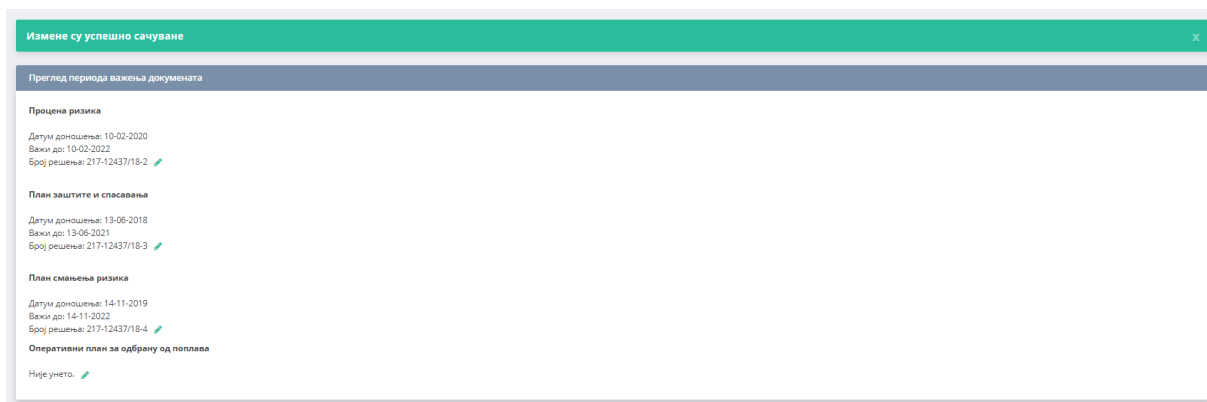 Измене су успешно сачуване
x
Преглед периода важења докумената
Процена ризика
Датум доношења: 10-02-2020
Важи до: 10-02-2022
Број решења: 217-12437/18-2
План заштите и спасавања
Датум доношења: 13-06-2018
Важи до: 13-06-2021
Број решења: 217-12437/18-3
План смањења ризика
Датум доношења: 14-11-2019
Важи до: 14-11-2022
Број решења: 217-12437/18-4
Оперативни план за одбрану од поплава
Није унето.